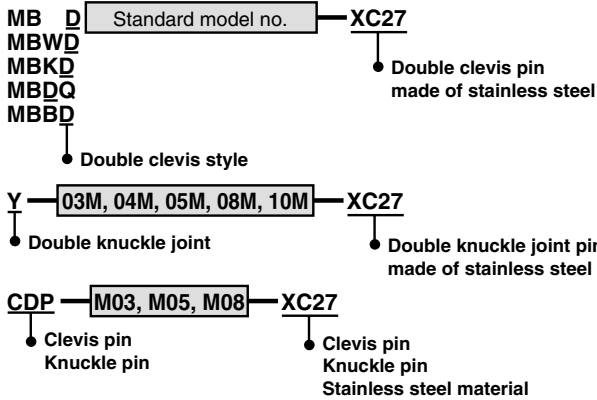 MB D Standard model no. XC27
MBWD
MBKD
MBDQ
MBBD
Double clevis pin
made of stainless steel
Double clevis style
Y 03M, 04M, 05M, 08M, 10M XC27
Double knuckle joint
Double knuckle joint pin
made of stainless steel
CDP M03, M05, M08 XC27
Clevis pin
Knuckle pin
Clevis pin
Knuckle pin
Stainless steel material